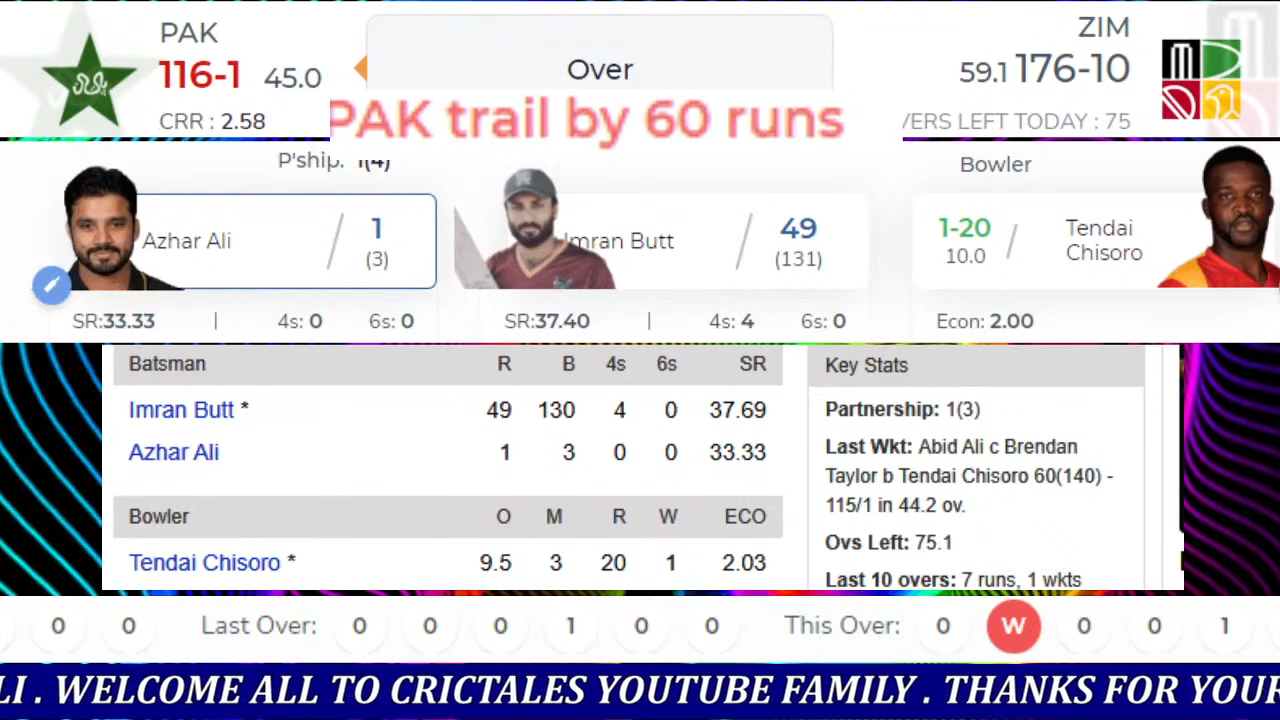 PAK
116-1 45.0
CRR : 2.58
Over
PAK trail by 60 runs
ZIM
59.1 176-10
VERS LEFT TODAY : 75
P'ship: 1(4)
Azhar Ali
1
(3)
Imran Butt
49
(131)
Bowler
1-20
10.0
Tendai
Chisoro
SR:33.33 | 4s: 0 6s: 0
SR:37.40 | 4s: 4 6s: 0
Econ: 2.00
Batsman R B 4s 6s SR
Imran Butt * 49 130 4 0 37.69
Azhar Ali 1 3 0 0 33.33
Bowler O M R W ECO
Tendai Chisoro * 9.5 3 20 1 2.03
Key Stats
Partnership: 1(3)
Last Wkt: Abid Ali c Brendan
Taylor b Tendai Chisoro 60(140) -
115/1 in 44.2 ov.
Ovs Left: 75.1
Last 10 overs: 7 runs, 1 wkts
0 0 Last Over: 0 0 0 1 0 0 This Over: 0 W 0 0 1
LI . WELCOME ALL TO CRICTALES YOUTUBE FAMILY . THANKS FOR YOUR